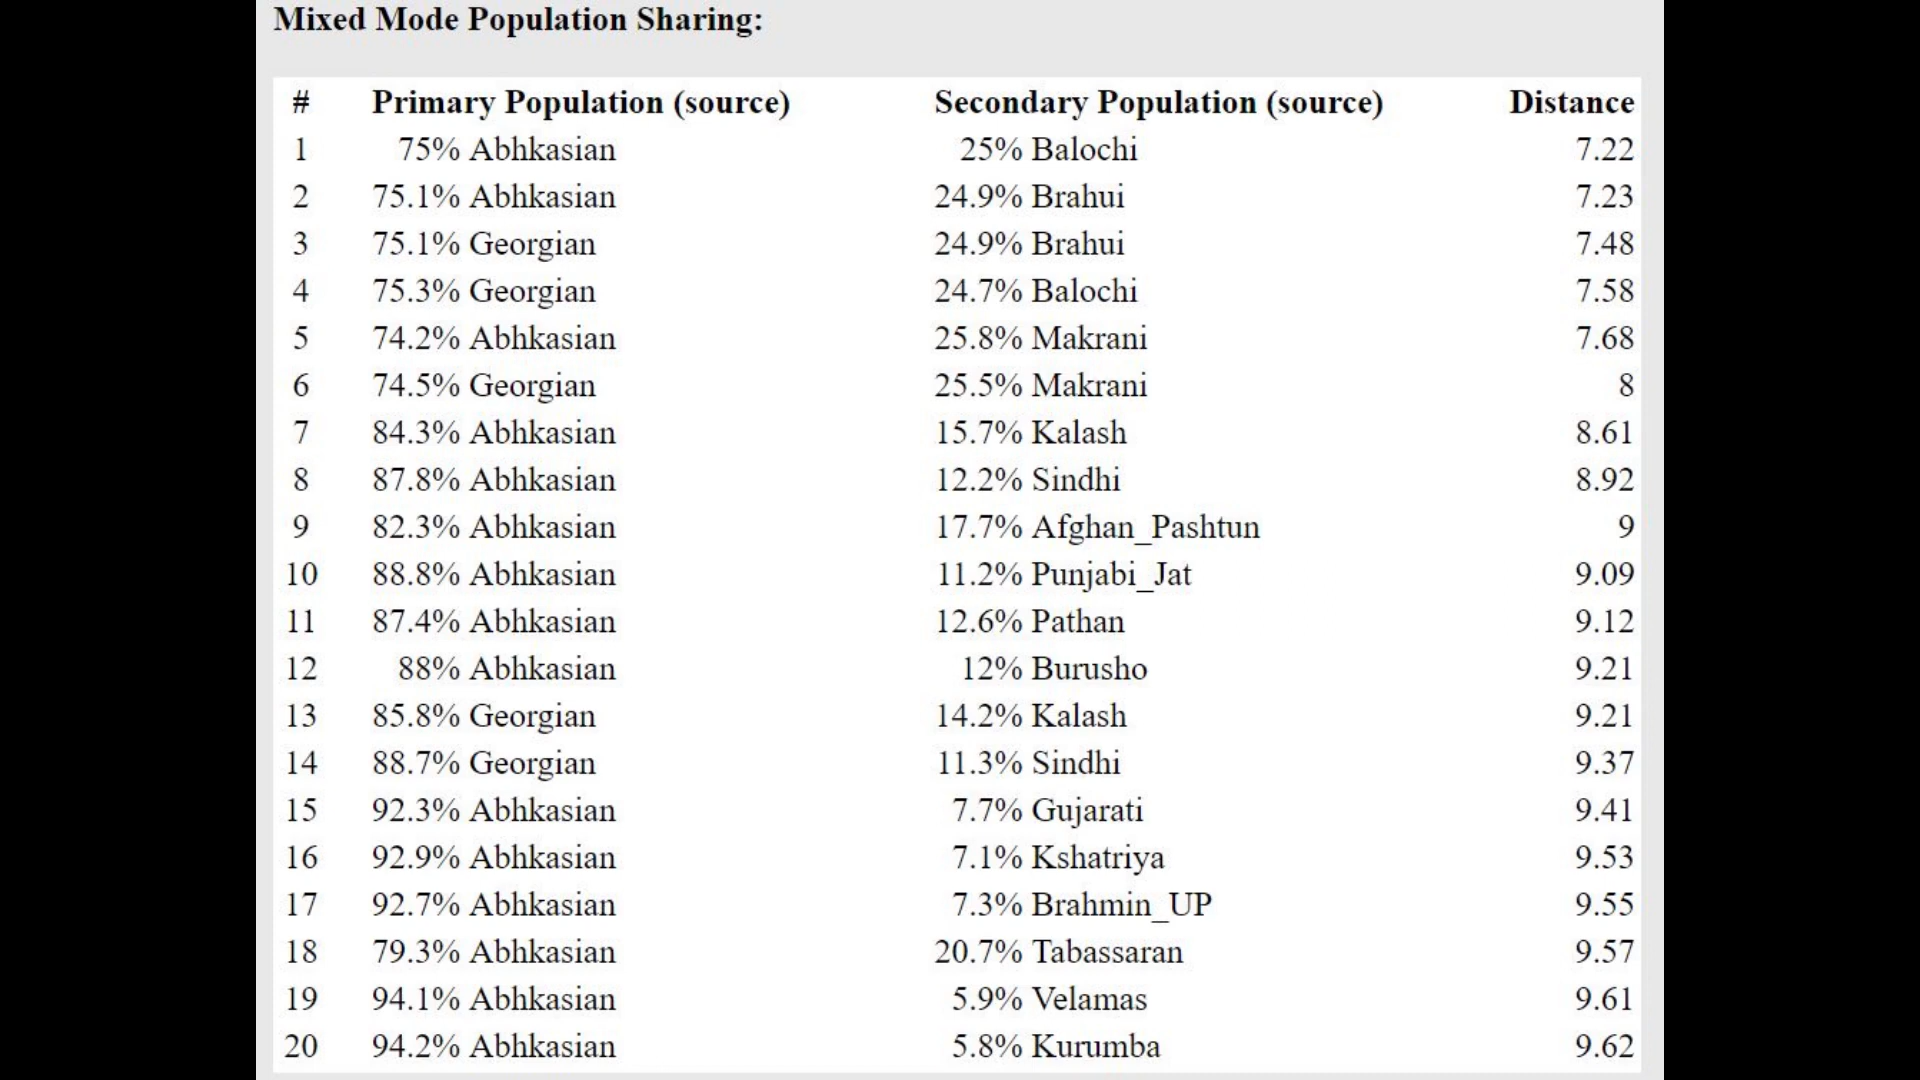 Mixed Mode Population Sharing:
# Primary Population (source) Secondary Population (source) Distance
1 75% Abhkasian 25% Balochi 7.22
2 75.1% Abhkasian 24.9% Brahui 7.23
3 75.1% Georgian 24.9% Brahui 7.48
4 75.3% Georgian 24.7% Balochi 7.58
5 74.2% Abhkasian 25.8% Makrani 7.68
6 74.5% Georgian 25.5% Makrani 8
7 84.3% Abhkasian 15.7% Kalash 8.61
8 87.8% Abhkasian 12.2% Sindhi 8.92
9 82.3% Abhkasian 17.7% Afghan_Pashtun 9
10 88.8% Abhkasian 11.2% Punjabi_Jat 9.09
11 87.4% Abhkasian 12.6% Pathan 9.12
12 88% Abhkasian 12% Burusho 9.21
13 85.8% Georgian 14.2% Kalash 9.21
14 88.7% Georgian 11.3% Sindhi 9.37
15 92.3% Abhkasian 7.7% Gujarati 9.41
16 92.9% Abhkasian 7.1% Kshatriya 9.53
17 92.7% Abhkasian 7.3% Brahmin_UP 9.55
18 79.3% Abhkasian 20.7% Tabassaran 9.57
19 94.1% Abhkasian 5.9% Velamas 9.61
20 94.2% Abhkasian 5.8% Kurumba 9.62